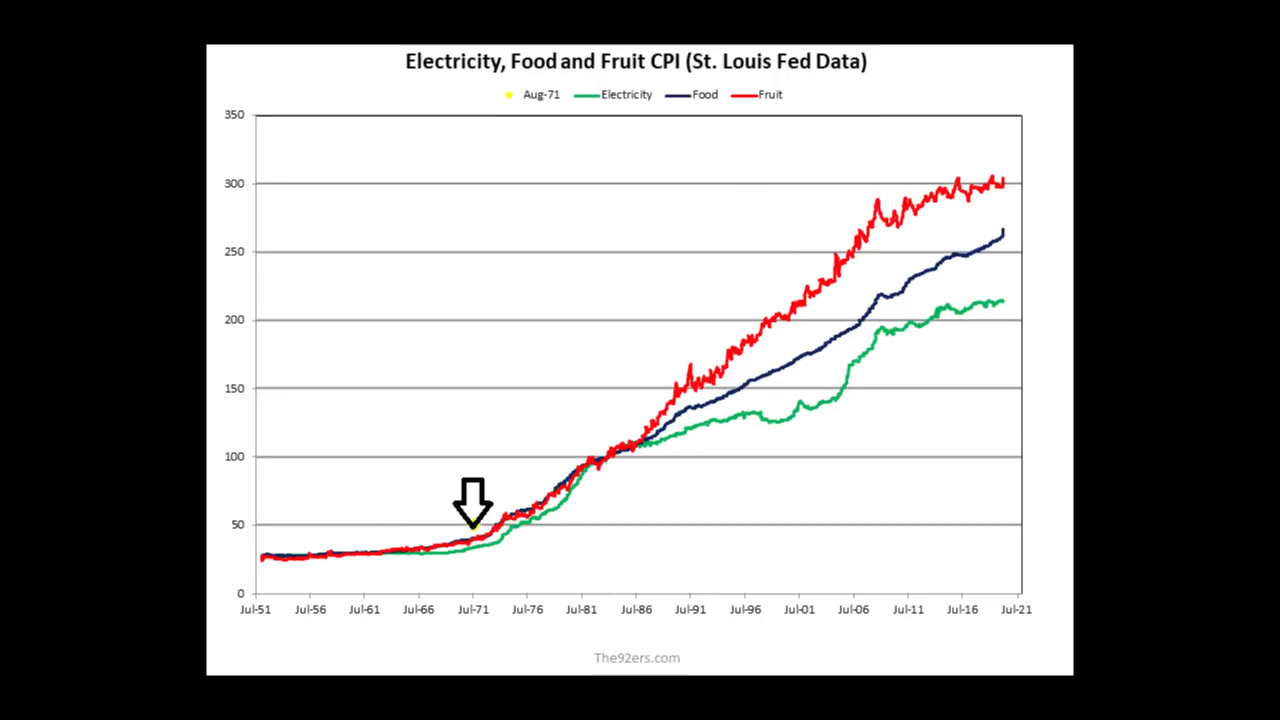 Electricity, Food and Fruit CPI (St. Louis Fed Data)
Aug-71 Electricity Food Fruit
350
300
250
200
150
100
50
0
Jul-51 Jul-56 Jul-61 Jul-66 Jul-71 Jul-76 Jul-81 Jul-86 Jul-91 Jul-96 Jul-01 Jul-06 Jul-11 Jul-16 Jul-21
The92ers.com